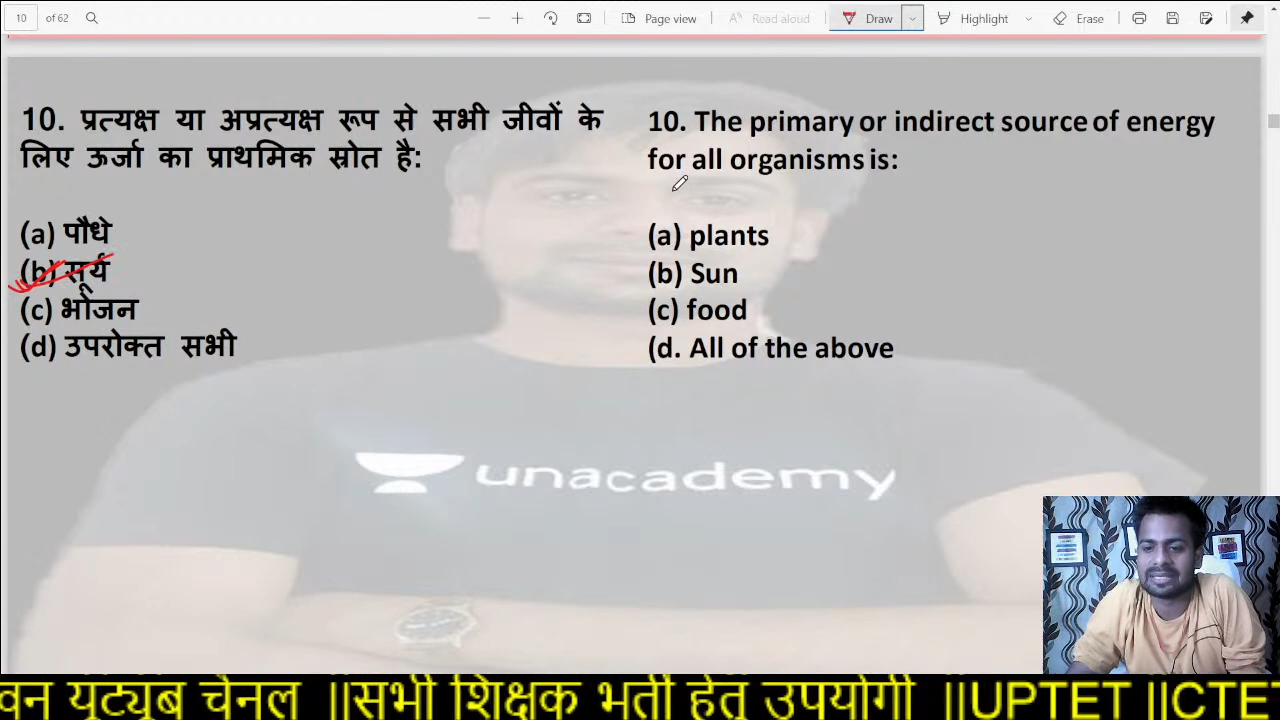 10 of 62 Page view Read aloud Draw Highlight Erase
10. प्रत्यक्ष या अप्रत्यक्ष रूप से सभी जीवों के
लिए ऊर्जा का प्राथमिक स्रोत है:
(a) पौधे
(b) सूर्य
(c) भोजन
(d) उपरोक्त सभी
10. The primary or indirect source of energy
for all organisms is:
(a) plants
(b) Sun
(c) food
(d. All of the above
unacademy
वन यूट्यूब चेनल ||सभी शिक्षक भर्ती हेतु उपयोगी ||UPTET ||CTE